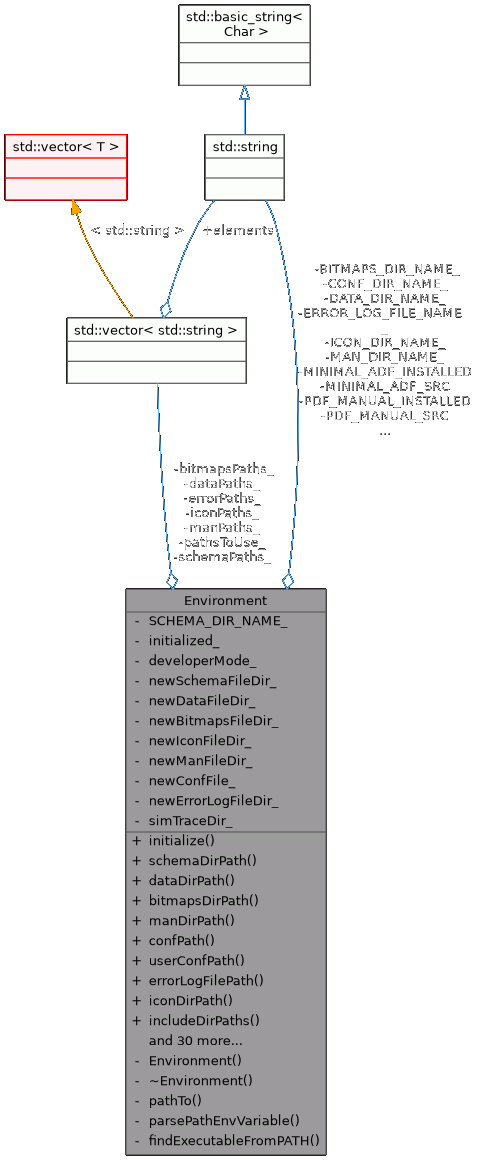 std::basic_string<
Char >
std::vector< T >
std::string
< std::string >
+elements
std::vector< std::string >
-BITMAPS_DIR_NAME_
-CONF_DIR_NAME_
-DATA_DIR_NAME_
-ERROR_LOG_FILE_NAME
_
-ICON_DIR_NAME_
-MAN_DIR_NAME_
-MINIMAL_ADF_INSTALLED
-MINIMAL_ADF_SRC
-PDF_MANUAL_INSTALLED
-PDF_MANUAL_SRC
...
-bitmapsPaths_
-dataPaths_
-errorPaths_
-iconPaths_
-manPaths_
-pathsToUse_
-schemaPaths_
Environment
- SCHEMA_DIR_NAME_
- initialized_
- developerMode_
- newSchemaFileDir_
- newDataFileDir_
- newBitmapsFileDir_
- newIconFileDir_
- newManFileDir_
- newConfFile_
- newErrorLogFileDir_
- simTraceDir_
+ initialize()
+ schemaDirPath()
+ dataDirPath()
+ bitmapsDirPath()
+ manDirPath()
+ confPath()
+ userConfPath()
+ errorLogFilePath()
+ iconDirPath()
+ includeDirPaths()
and 30 more...
- Environment()
- ~Environment()
- pathTo()
- parsePathEnvVariable()
- findExecutableFromPATH()